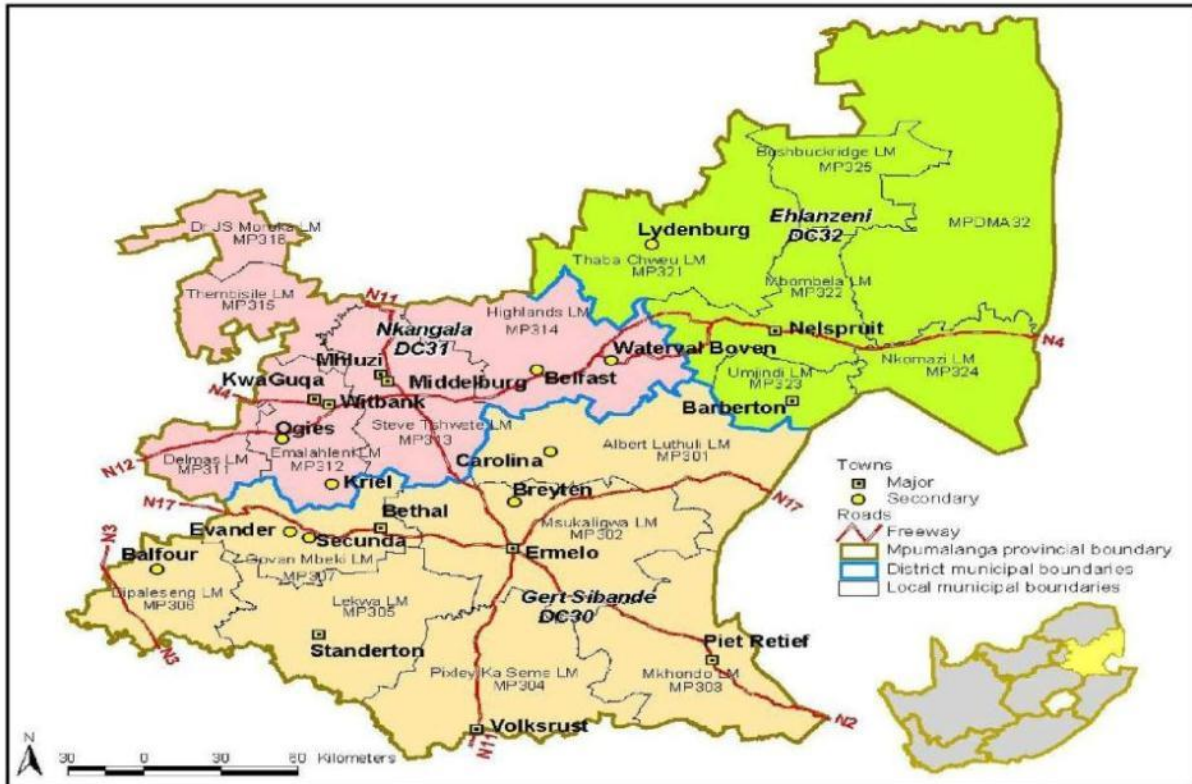 Bushbuckridge LM
MP325
Ehlanzeni
DC32
MPDMA32
Lydenburg
Thaba Chweu LM
MP321
Mbombela LM
MP322
Nelspruit
N4
Nkomazi LM
MP324
Umjindi LM
MP323
Barberton
Dr JS Moroka LM
MP316
Thembisile LM
MP315
N11
Nkangala
DC31
Highlands LM
MP314
Waterval Boven
Belfast
Mhluzi
Middelburg
KwaGuqa
N4
Witbank
Steve Tshwete LM
MP313
Ogies
Emalahleni LM
MP312
Delmas LM
MP311
N12
Kriel
Carolina
Albert Luthuli LM
MP301
Breyten
N17
N17
Bethal
Msukaligwa LM
MP302
Evander
Secunda
Ermelo
N3
Balfour
Govan Mbeki LM
MP307
Dipaleseng LM
MP306
Lekwa LM
MP305
Gert Sibande
DC30
N3
Standerton
Piet Retief
Pixley Ka Seme LM
MP304
Mkhondo LM
MP303
Volksrust
N11
N2
Towns
Major
Secondary
Roads
Freeway
Mpumalanga provincial boundary
District municipal boundaries
Local municipal boundaries
N
30 0 30 60 Kilometers